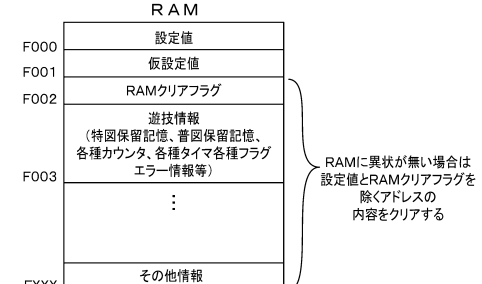 RAM
設定値
F000
仮設定値
F001
RAMクリアフラグ
F002
遊技情報
(特図保留記憶、普図保留記憶、
各種カウンタ、各種タイマ各種フラグ
エラー情報等)
F003
RAMに異状が無い場合は
設定値とRAMクリアフラグを
除くアドレスの
内容をクリアする
⋮
その他情報
FXXX